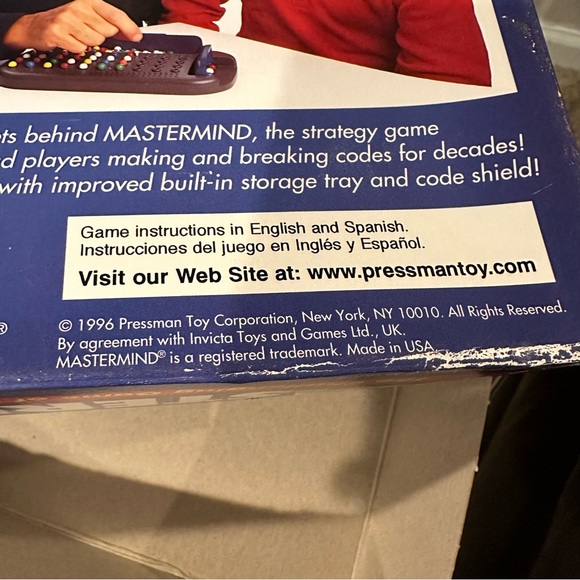 behind MASTERMIND, the strategy game
players making and breaking codes for decades!
with improved built-in storage tray and code shield!
Game instructions in English and Spanish.
Instrucciones del juego en Inglés y Español.
Visit our Web Site at: www.pressmantoy.com
® © 1996 Pressman Toy Corporation, New York, NY 10010. All Rights Reserved.
By agreement with Invicta Toys and Games Ltd., UK.
MASTERMIND® is a registered trademark. Made in USA